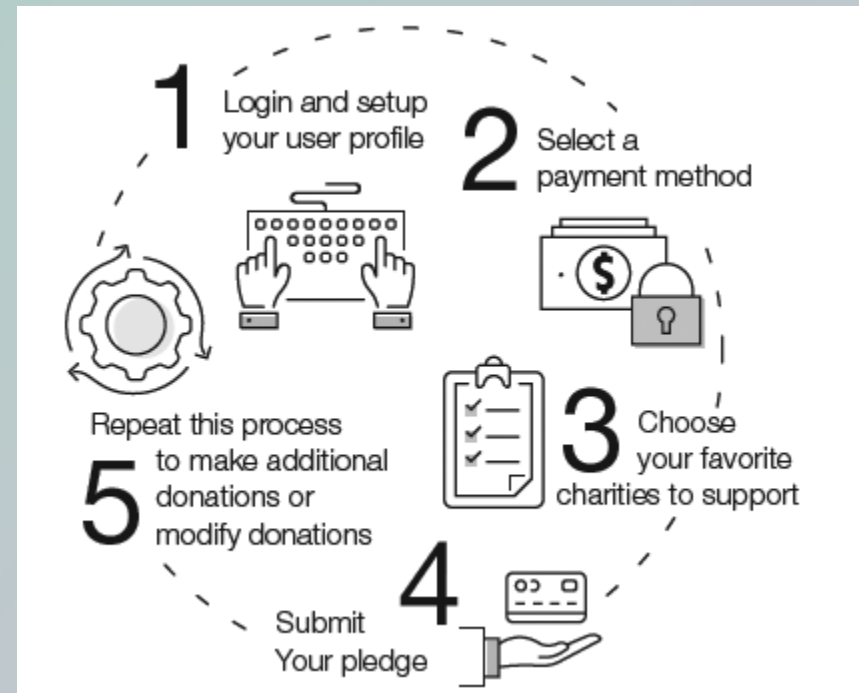 1
Login and setup
your user profile
2
Select a
payment method
$
3
Choose
your favorite
charities to support
4
Submit
Your pledge
5
Repeat this process
to make additional
donations or
modify donations